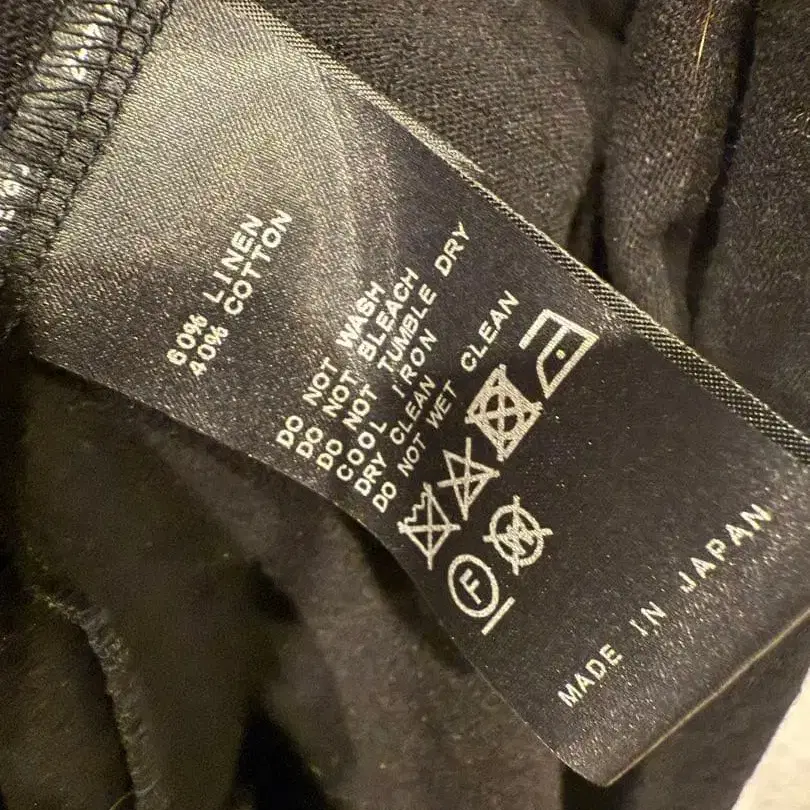 60% LINEN
40% COTTON
DO NOT WASH
DO NOT BLEACH
DO NOT TUMBLE DRY
COOL IRON
DRY CLEAN
DO NOT WET CLEAN
F
W
MADE IN JAPAN